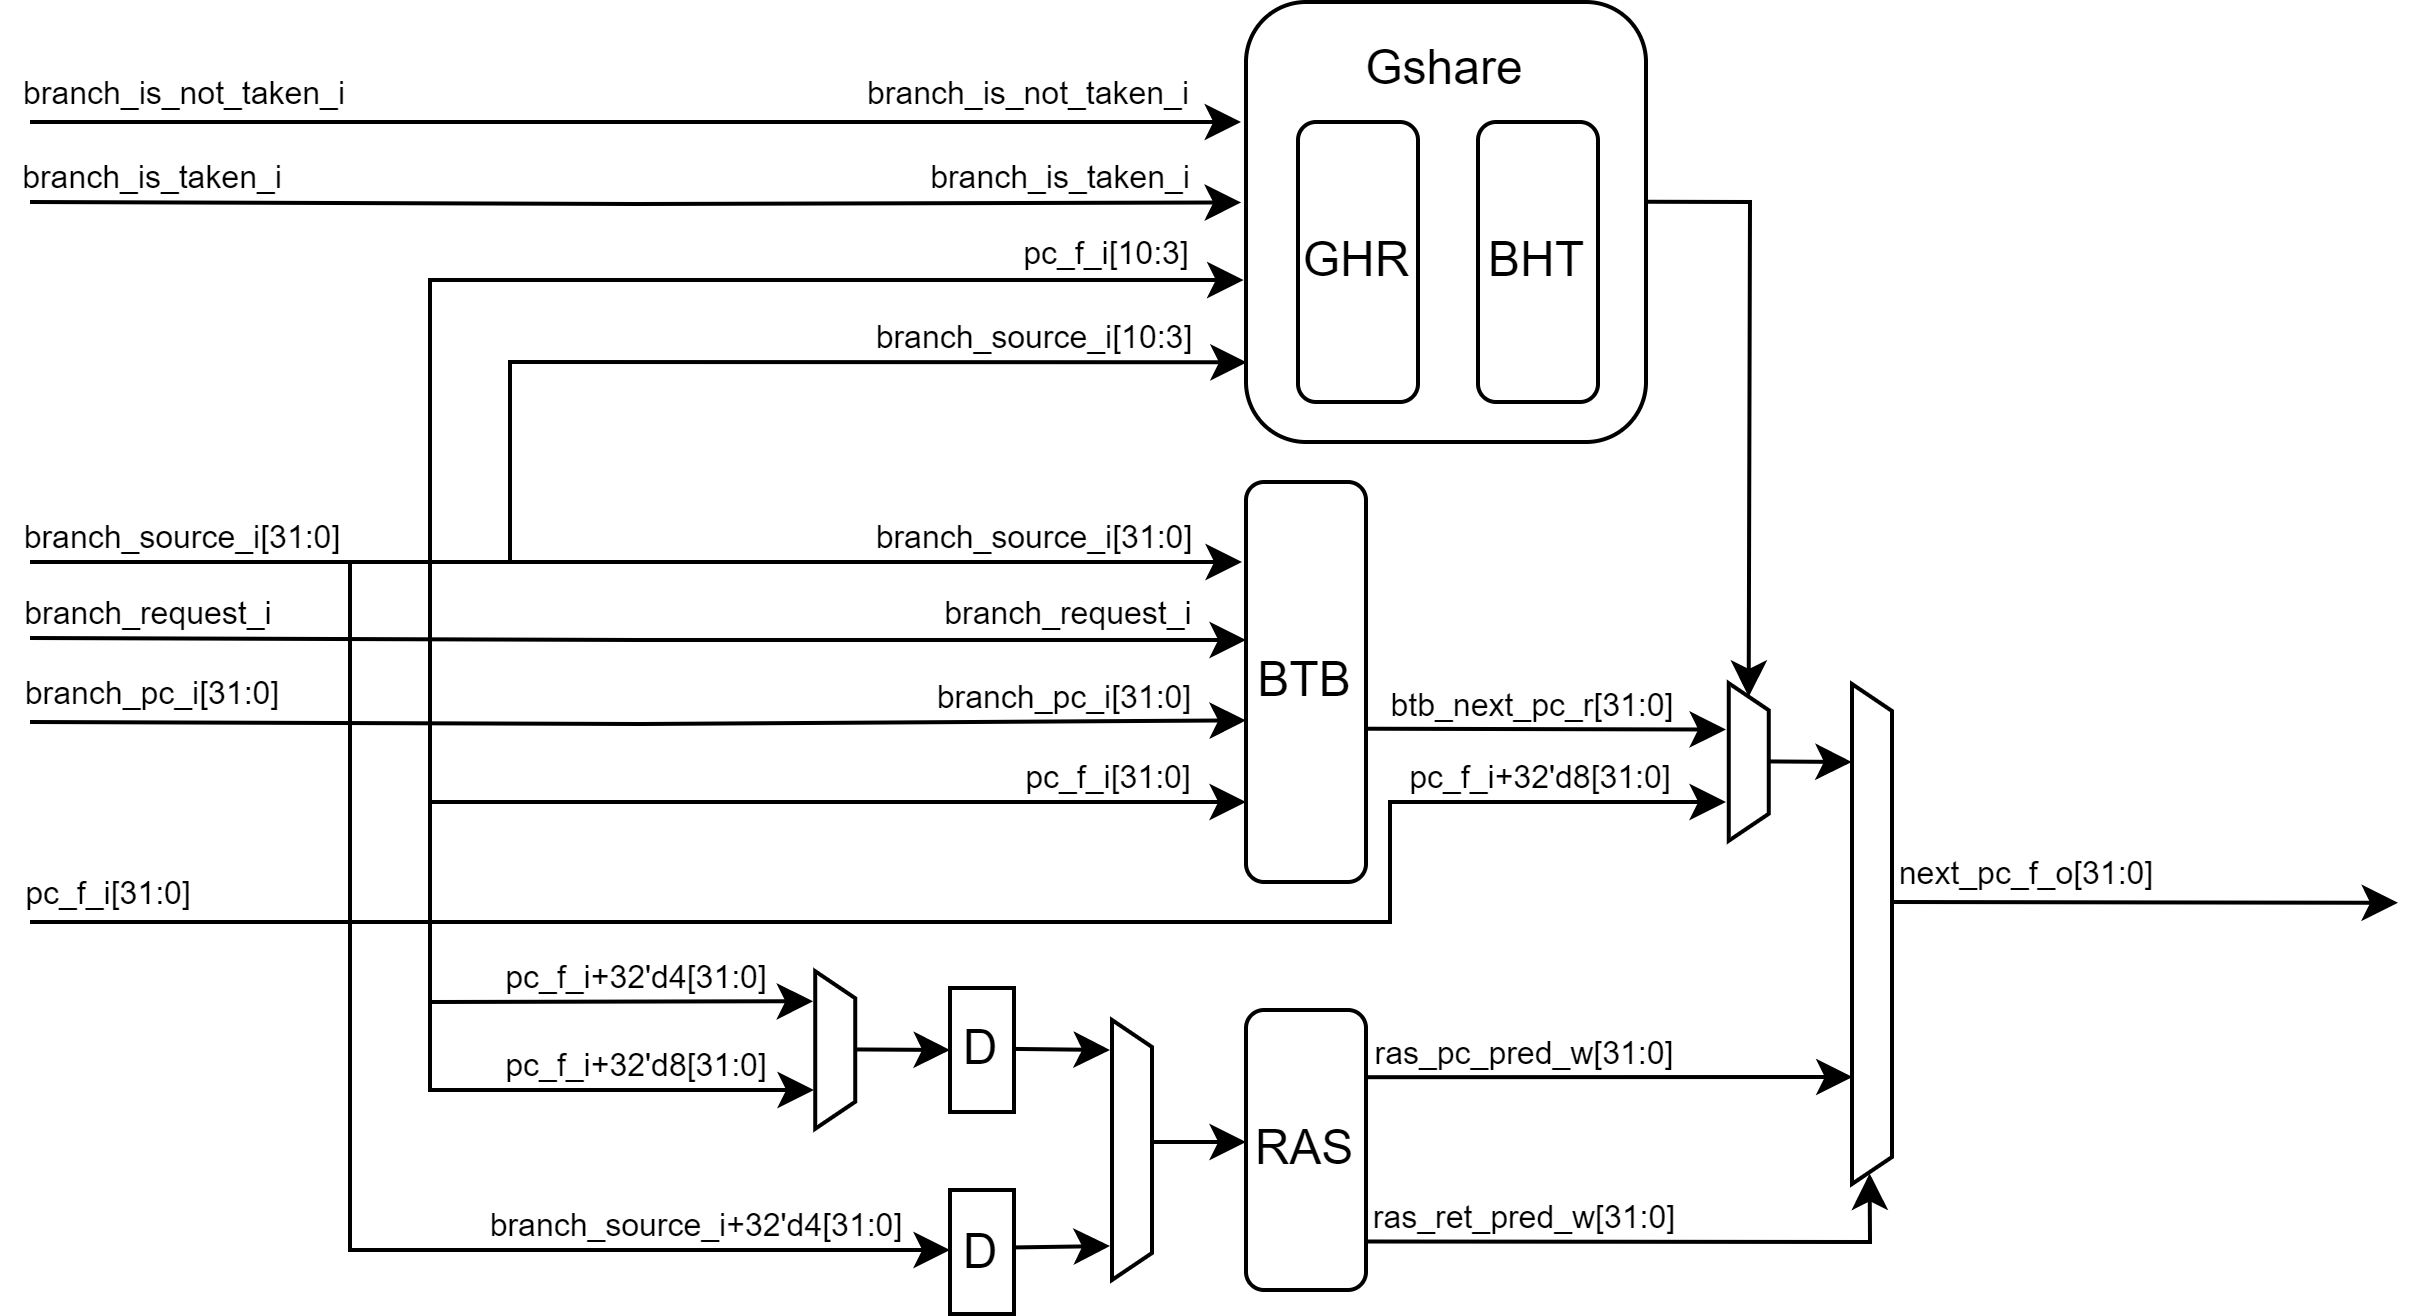 Gshare
branch_is_not_taken_i
branch_is_not_taken_i
branch_is_taken_i
branch_is_taken_i
pc_f_i[10:3]
GHR
BHT
branch_source_i[10:3]
branch_source_i[31:0]
branch_source_i[31:0]
branch_request_i
branch_request_i
BTB
branch_pc_i[31:0]
branch_pc_i[31:0]
btb_next_pc_r[31:0]
pc_f_i[31:0]
pc_f_i+32'd8[31:0]
pc_f_i[31:0]
next_pc_f_o[31:0]
pc_f_i+32'd4[31:0]
D
pc_f_i+32'd8[31:0]
ras_pc_pred_w[31:0]
RAS
branch_source_i+32'd4[31:0]
D
ras_ret_pred_w[31:0]